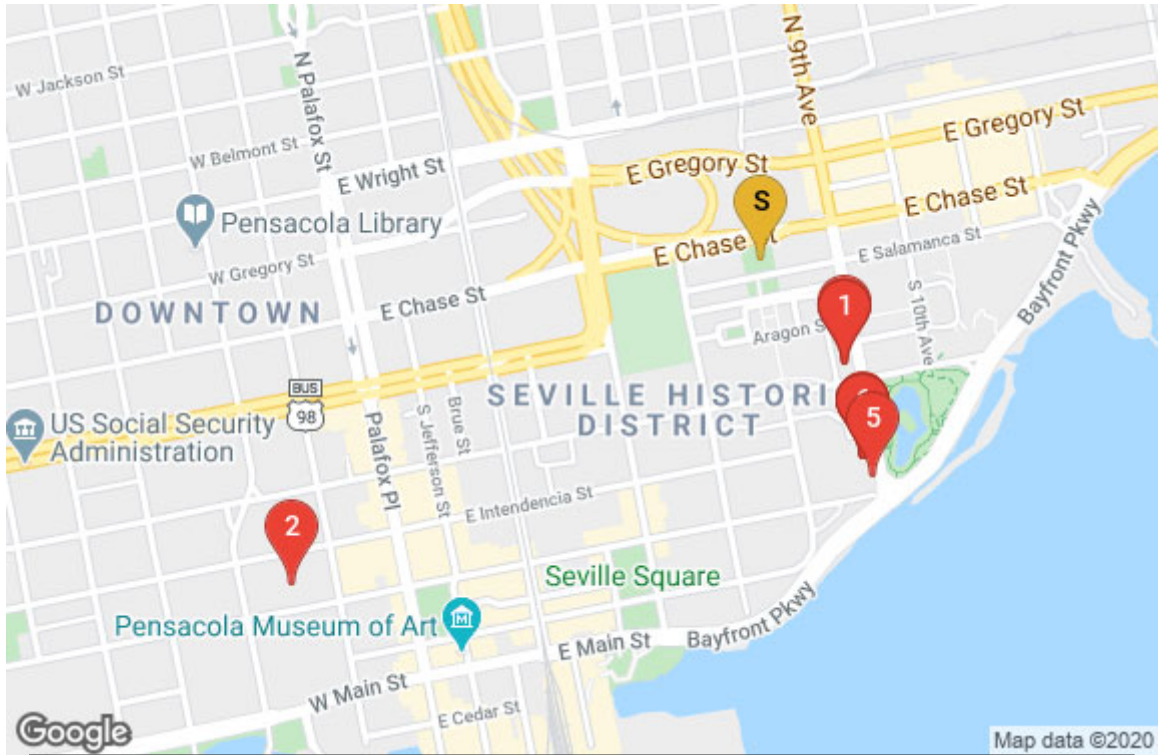 W Jackson St
N Palafox St
N 9th Ave
W Belmont St
E Wright St
E Gregory St
E Gregory St
Pensacola Library
W Gregory St
E Chase St
E Chase St
S
E Salamanca St
Bayfront Pkwy
E Chase St
DOWNTOWN
1
Aragon S
S 10th Ave
BUS
98
SEVILLE HISTORI
DISTRICT
5
US Social Security
Administration
Palafox Pl
S Jefferson St
Brue St
E Intendencia St
2
Seville Square
Pensacola Museum of Art
M
E Main St
Bayfront Pkwy
W Main St
E Cedar St
Google
Map data ©2020